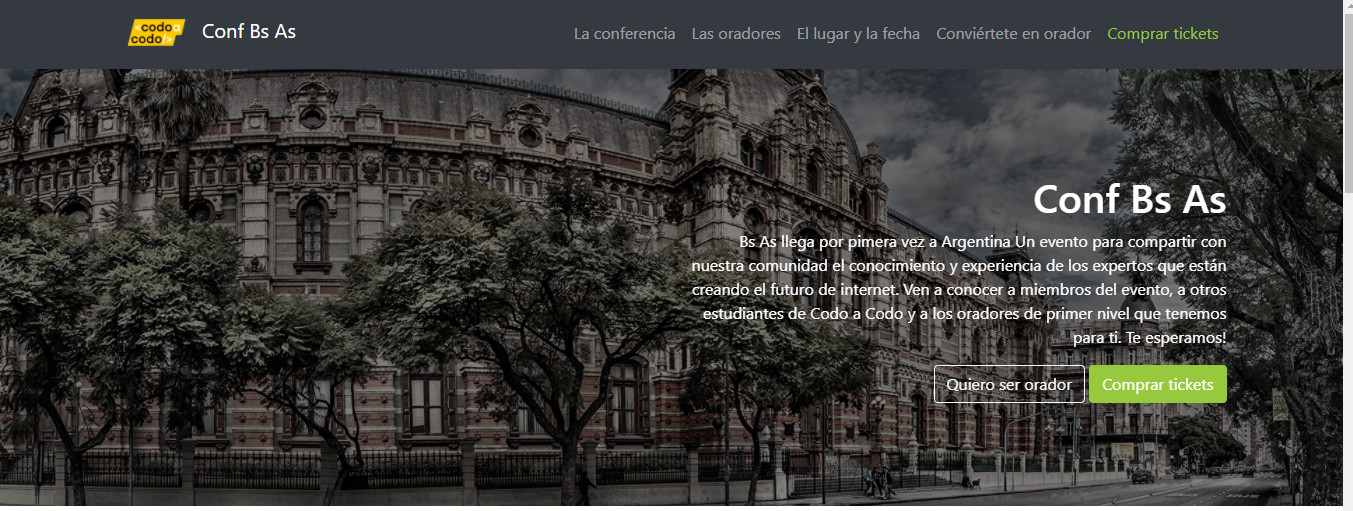 <codo a
codo/>
Conf Bs As
La conferencia
Las oradores
El lugar y la fecha
Conviértete en orador
Comprar tickets
Conf Bs As
Bs As llega por pimera vez a Argentina Un evento para compartir con
nuestra comunidad el conocimiento y experiencia de los expertos que están
creando el futuro de internet. Ven a conocer a miembros del evento, a otros
estudiantes de Codo a Codo y a los oradores de primer nivel que tenemos
para ti. Te esperamos!
Quiero ser orador
Comprar tickets